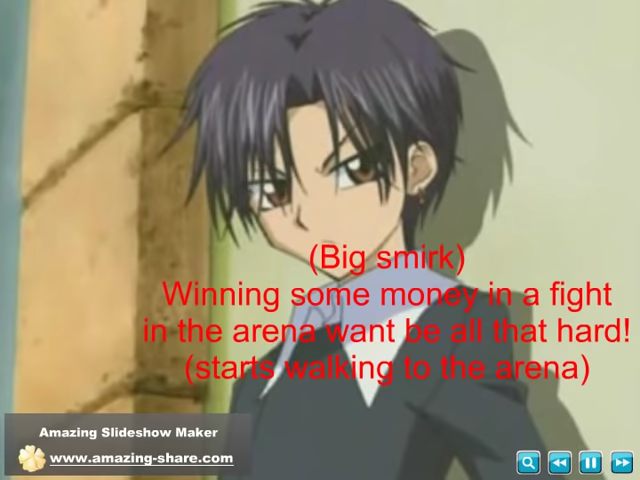 (Big smirk)
Winning some money in a fight
in the arena want be all that hard!
(starts walking to the arena)
Amazing Slideshow Maker
www.amazing-share.com